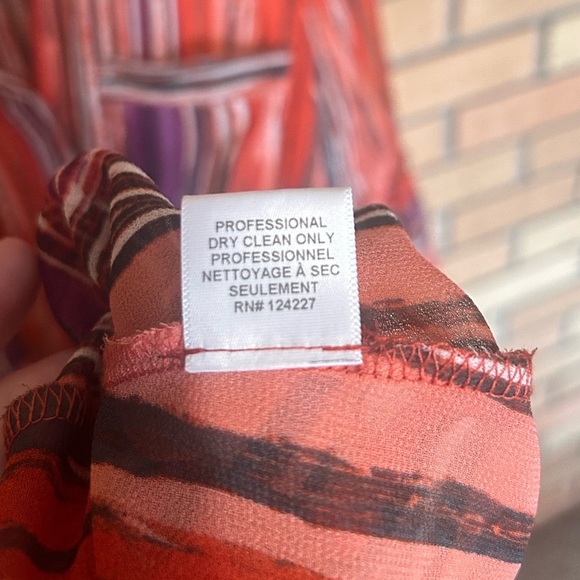 PROFESSIONAL
DRY CLEAN ONLY
PROFESSIONNEL
NETTOYAGE À SEC
SEULEMENT
RN# 124227